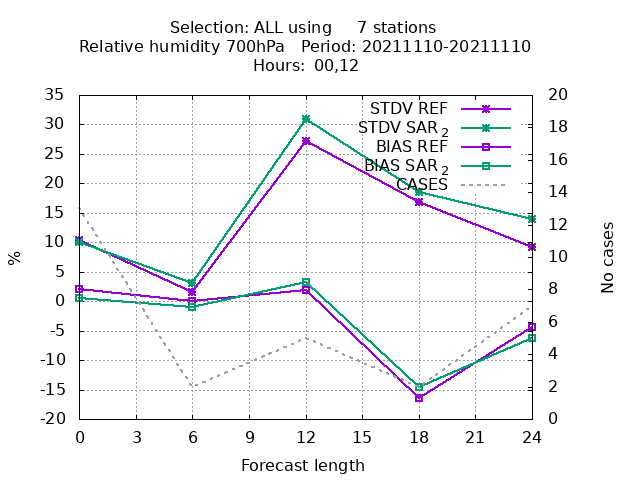 Selection: ALL using 7 stations
Relative humidity 700hPa Period: 20211110-20211110
Hours: 00,12
STDV REF
STDV SAR 2
BIAS REF
BIAS SAR 2
CASES
35
30
25
20
15
10
5
0
-5
-10
-15
-20
%
20
18
16
14
12
10
8
6
4
2
0
No cases
0 3 6 9 12 15 18 21 24
Forecast length